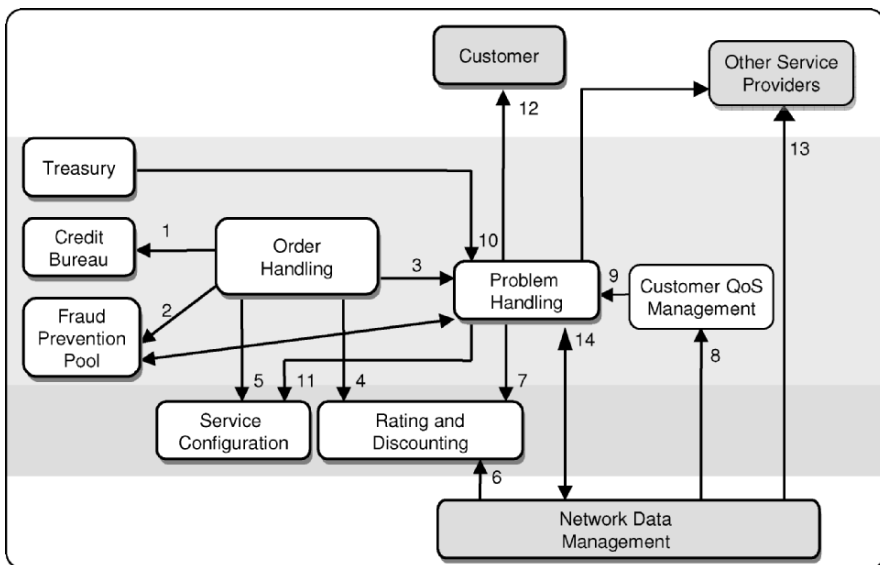 Customer
Other Service
Providers
12
13
Treasury
Credit
Bureau
1
Order
Handling
10
3
Problem
Handling
9
Customer QoS
Management
2
Fraud
Prevention
Pool
14
8
5
11
4
7
Service
Configuration
Rating and
Discounting
6
Network Data
Management